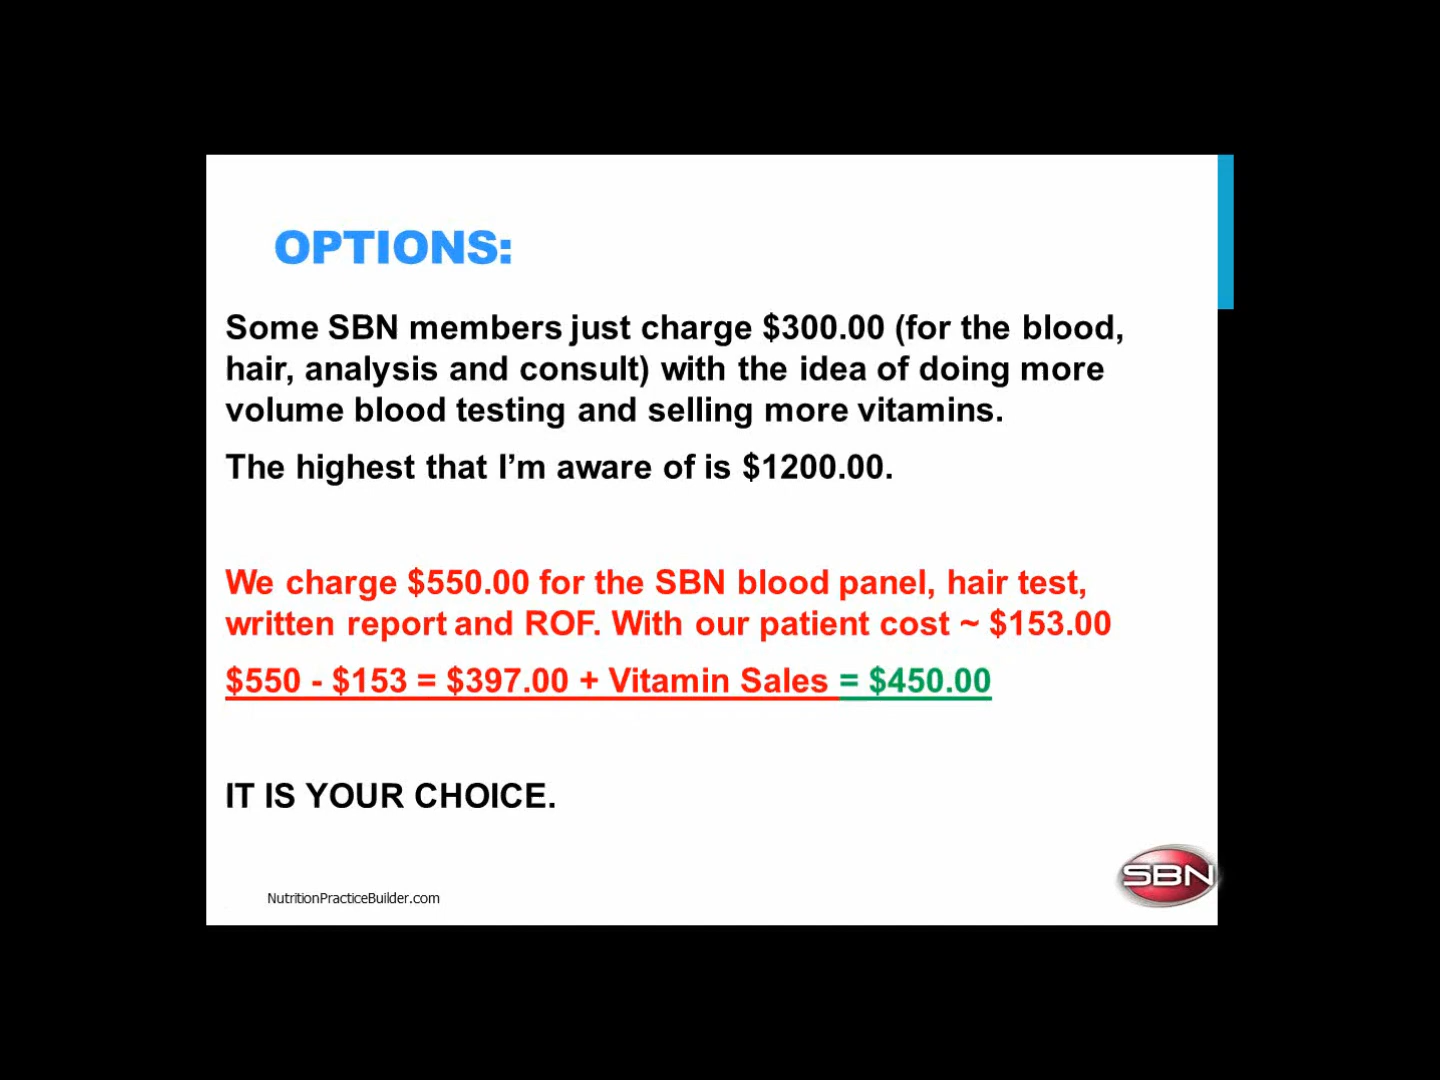 OPTIONS:
Some SBN members just charge $300.00 (for the blood,
hair, analysis and consult) with the idea of doing more
volume blood testing and selling more vitamins.
The highest that I’m aware of is $1200.00.
We charge $550.00 for the SBN blood panel, hair test,
written report and ROF. With our patient cost ~ $153.00
$550 - $153 = $397.00 + Vitamin Sales = $450.00
IT IS YOUR CHOICE.
NutritionPracticeBuilder.com
SBN